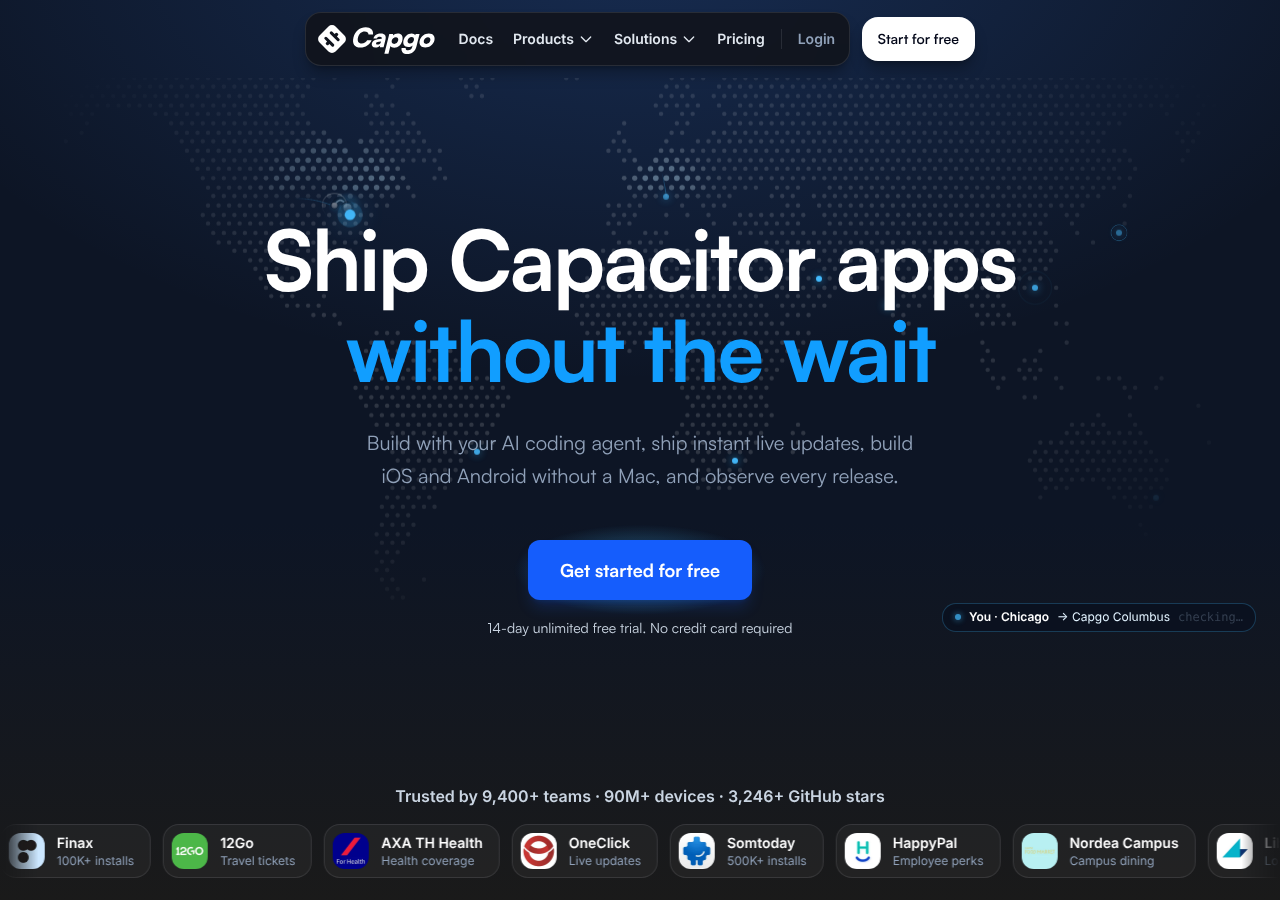 Capgo Docs Products Solutions Pricing Login Start for free
Ship Capacitor apps
without the wait
Build with your AI coding agent, ship instant live updates, build
iOS and Android without a Mac, and observe every release.
Get started for free
14-day unlimited free trial. No credit card required
You · Chicago → Capgo Columbus checking…
Trusted by 9,400+ teams · 90M+ devices · 3,246+ GitHub stars
Finax
100K+ installs
12GO
12Go
Travel tickets
For Health
AXA TH Health
Health coverage
OneClick
Live updates
Somtoday
500K+ installs
H
HappyPal
Employee perks
Nordea Campus
Campus dining